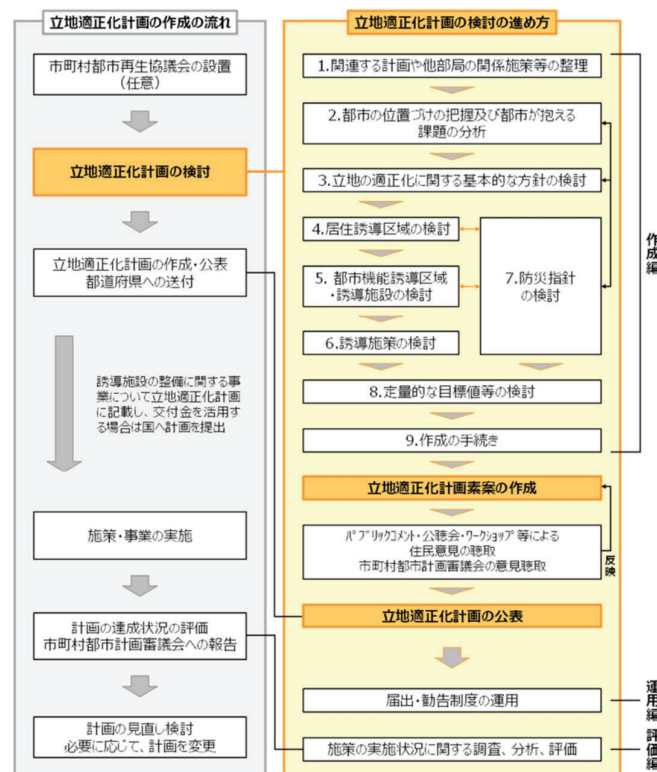 立地適正化計画の作成の流れ
市町村都市再生協議会の設置
(任意)
立地適正化計画の検討
立地適正化計画の作成・公表
都道府県への送付
誘導施設の整備に関する事
業について立地適正化計画
に記載し、交付金を活用す
る場合は国へ計画を提出
施策・事業の実施
計画の達成状況の評価
市町村都市計画審議会への報告
計画の見直し検討
必要に応じて、計画を変更
立地適正化計画の検討の進め方
1.関連する計画や他部局の関係施策等の整理
2.都市の位置づけの把握及び都市が抱える
課題の分析
3.立地の適正化に関する基本的な方針の検討
4.居住誘導区域の検討
5. 都市機能誘導区域
・誘導施設の検討
6.誘導施策の検討
7.防災指針
の検討
8.定量的な目標値等の検討
9.作成の手続き
立地適正化計画素案の作成
パブリックコメント・公聴会・ワークショップ等による
住民意見の聴取
市町村都市計画審議会の意見聴取
反映
立地適正化計画の公表
届出・勧告制度の運用
施策の実施状況に関する調査、分析、評価
作成編
運用編
評価編